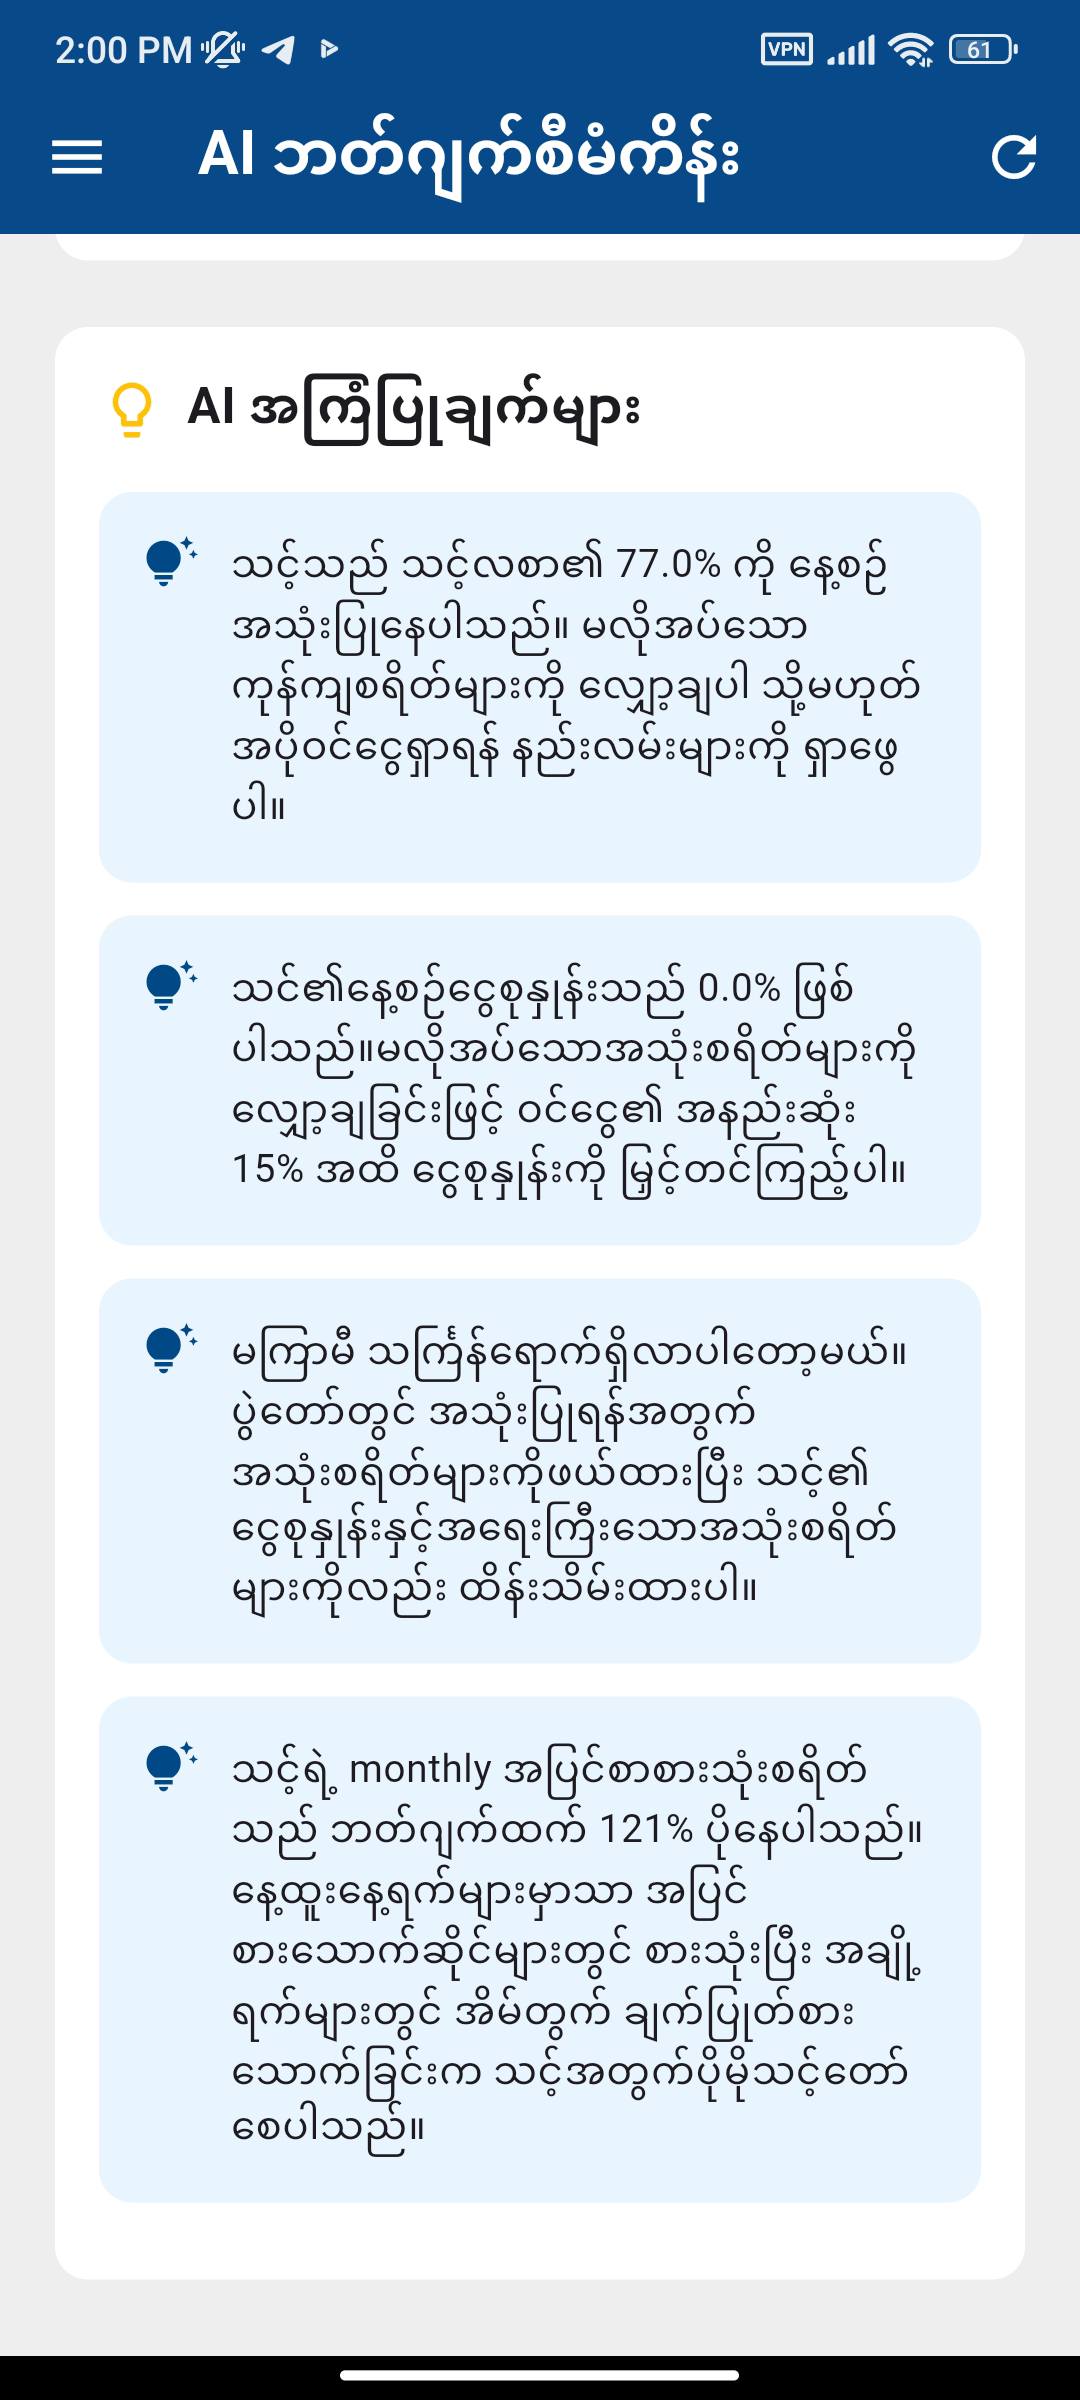 2:00 PM
VPN
61
AI ဘတ်ဂျက်စီမံကိန်း
AI အကြံပြုချက်များ
သင့်သည် သင့်လစာ၏ 77.0% ကို နေ့စဉ်
အသုံးပြုနေပါသည်။ မလိုအပ်သော
ကုန်ကျစရိတ်များကို လျှော့ချပါ သို့မဟုတ်
အပိုဝင်ငွေရှာရန် နည်းလမ်းများကို ရှာဖွေ
ပါ။
သင်၏နေ့စဉ်ငွေစုနှုန်းသည် 0.0% ဖြစ်
ပါသည်။မလိုအပ်သောအသုံးစရိတ်များကို
လျှော့ချခြင်းဖြင့် ဝင်ငွေ၏ အနည်းဆုံး
15% အထိ ငွေစုနှုန်းကို မြှင့်တင်ကြည့်ပါ။
မကြာမီ သင်္ကြန်ရောက်ရှိလာပါတော့မယ်။
ပွဲတော်တွင် အသုံးပြုရန်အတွက်
အသုံးစရိတ်များကိုဖယ်ထားပြီး သင့်၏
ငွေစုနှုန်းနှင့်အရေးကြီးသောအသုံးစရိတ်
များကိုလည်း ထိန်းသိမ်းထားပါ။
သင့်ရဲ့ monthly အပြင်စာစားသုံးစရိတ်
သည် ဘတ်ဂျက်ထက် 121% ပိုနေပါသည်။
နေ့ထူးနေ့ရက်များမှာသာ အပြင်
စားသောက်ဆိုင်များတွင် စားသုံးပြီး အချို့
ရက်များတွင် အိမ်တွက် ချက်ပြုတ်စား
သောက်ခြင်းက သင့်အတွက်ပိုမိုသင့်တော်
စေပါသည်။